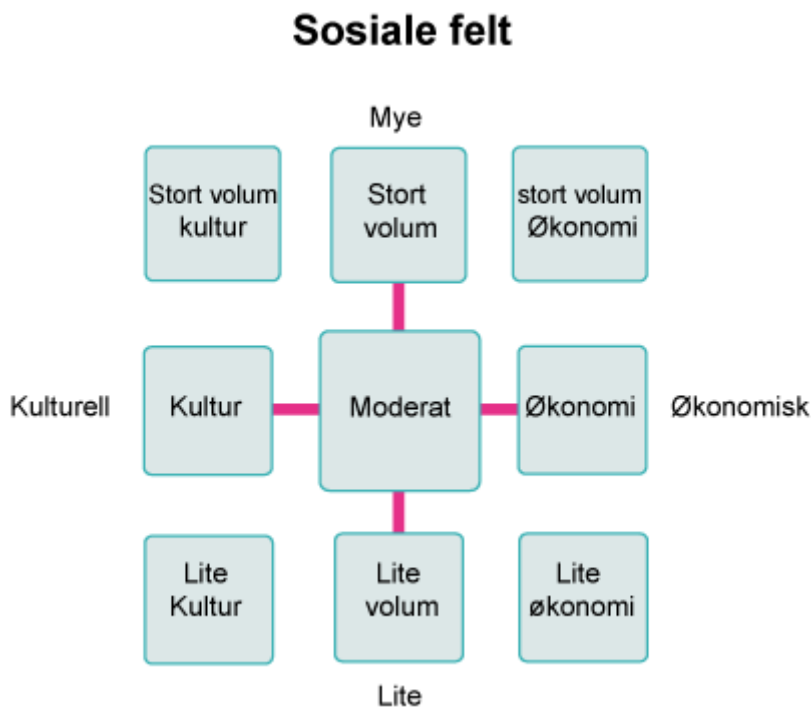 Sosiale felt
Mye
Stort volum
kultur
Stort
volum
stort volum
Økonomi
Kulturell
Kultur
Moderat
Økonomi
Økonomisk
Lite
Kultur
Lite
volum
Lite
økonomi
Lite